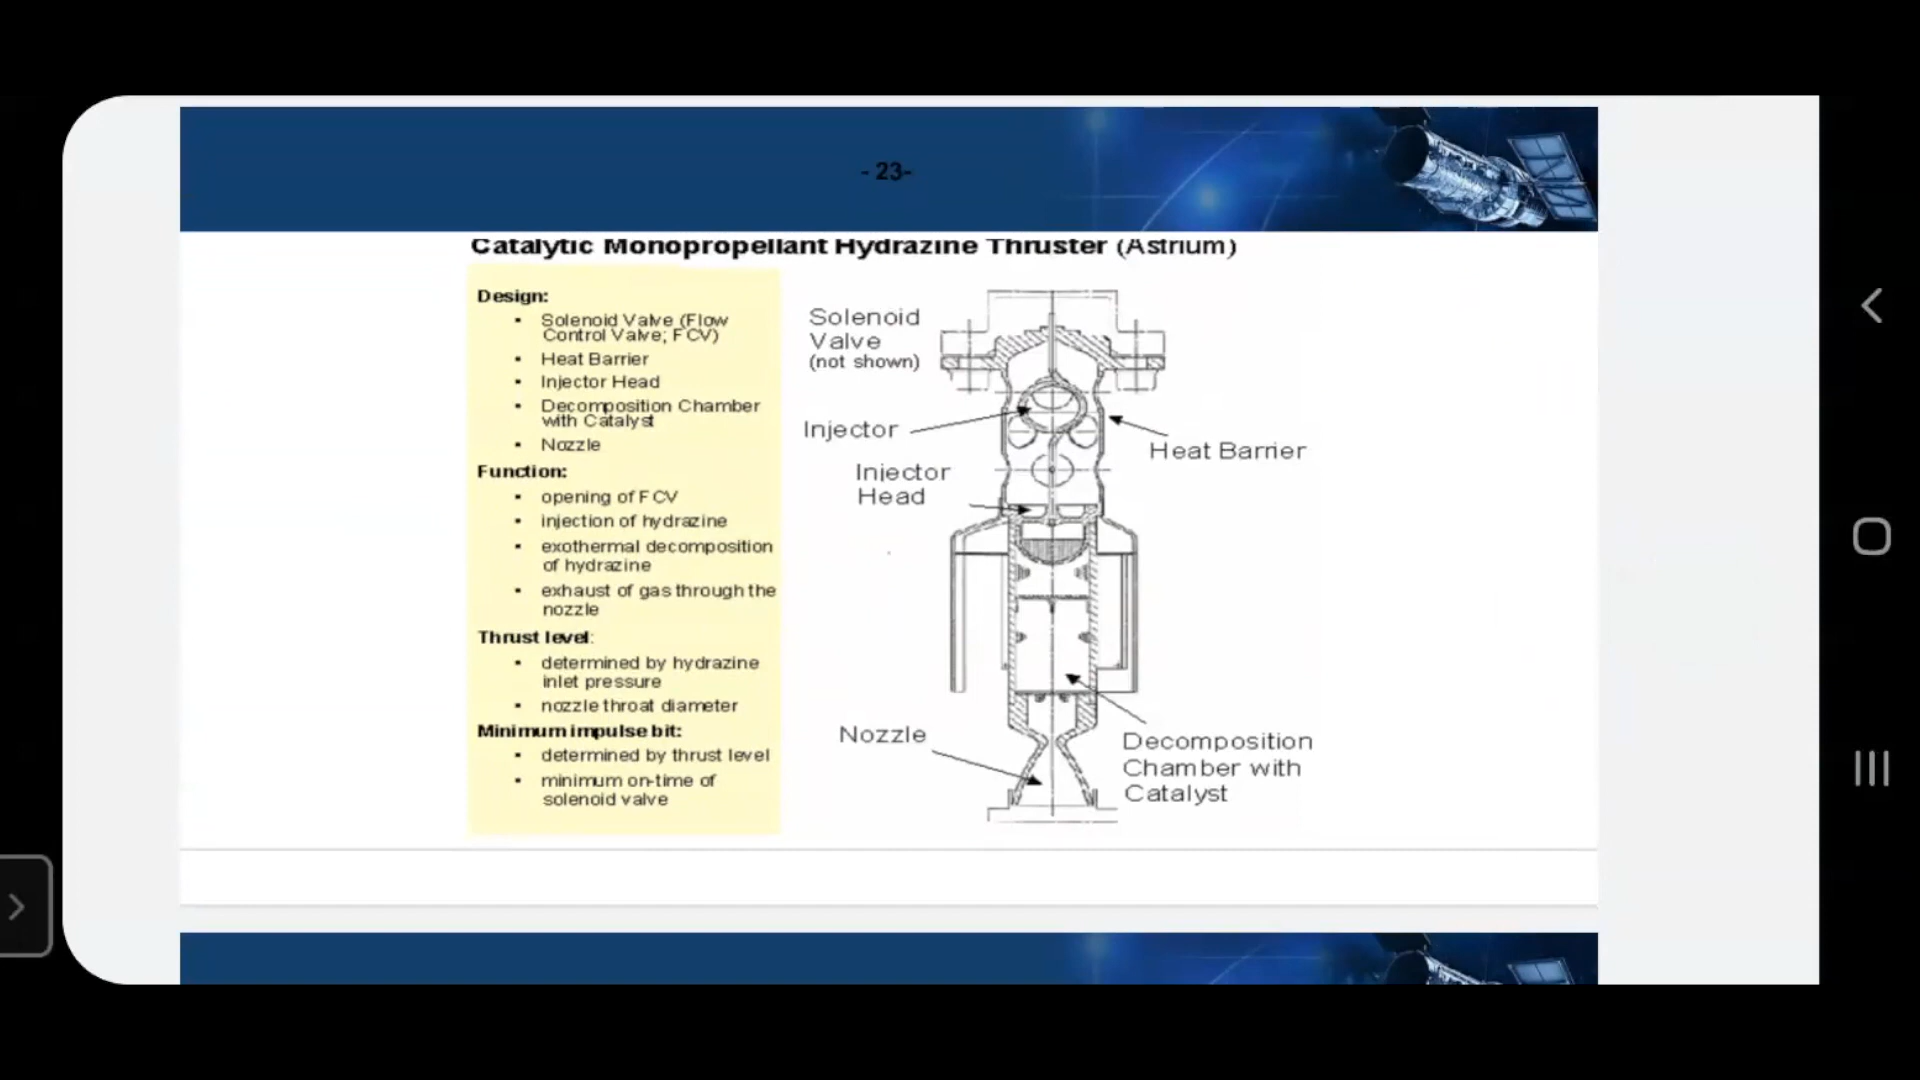 - 23-
Catalytic Monopropellant Hydrazine Thruster (Astrium)
Design:
▪ Solenoid Valve (Flow
Control Valve; FCV)
▪ Heat Barrier
▪ Injector Head
▪ Decomposition Chamber
with Catalyst
▪ Nozzle
Function:
▪ opening of FCV
▪ injection of hydrazine
▪ exothermal decomposition
of hydrazine
▪ exhaust of gas through the
nozzle
Thrust level:
▪ determined by hydrazine
inlet pressure
▪ nozzle throat diameter
Minimum impulse bit:
▪ determined by thrust level
▪ minimum on-time of
solenoid valve
Solenoid
Valve
(not shown)
Injector
Heat Barrier
Injector
Head
Nozzle
Decomposition
Chamber with
Catalyst